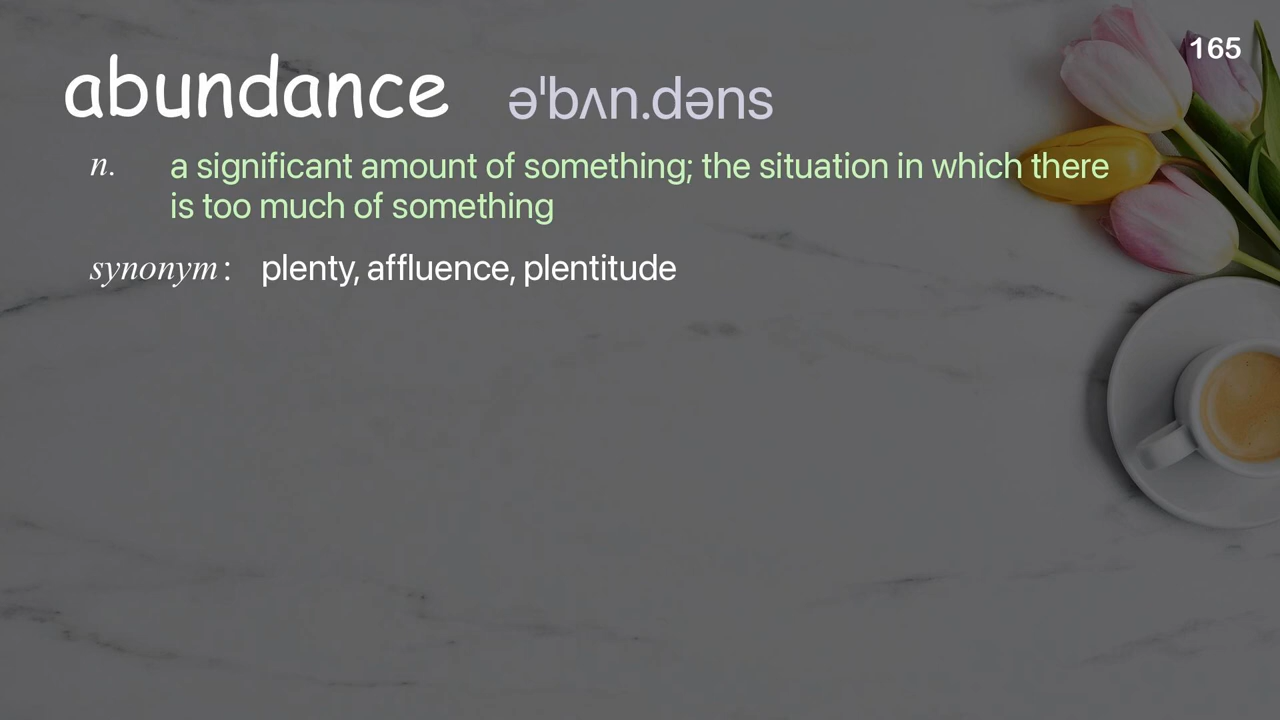 165
abundance əˈbʌn.dəns
n. a significant amount of something; the situation in which there
is too much of something
synonym: plenty, affluence, plentitude